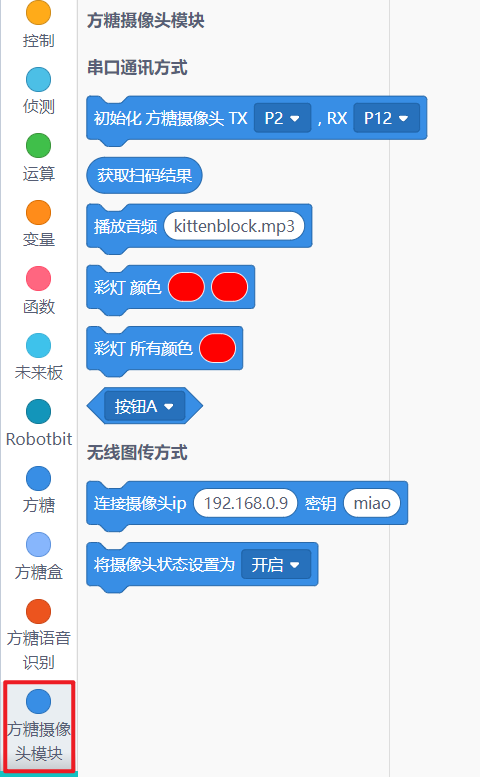 控制
侦测
运算
变量
函数
未来板
Robotbit
方糖
方糖盒
方糖语音
识别
方糖摄像
头模块
方糖摄像头模块
串口通讯方式
初始化 方糖摄像头 TX P2 , RX P12
获取扫码结果
播放音频 kittenblock.mp3
彩灯 颜色
彩灯 所有颜色
按钮A
无线图传方式
连接摄像头ip 192.168.0.9 密钥 miao
将摄像头状态设置为 开启